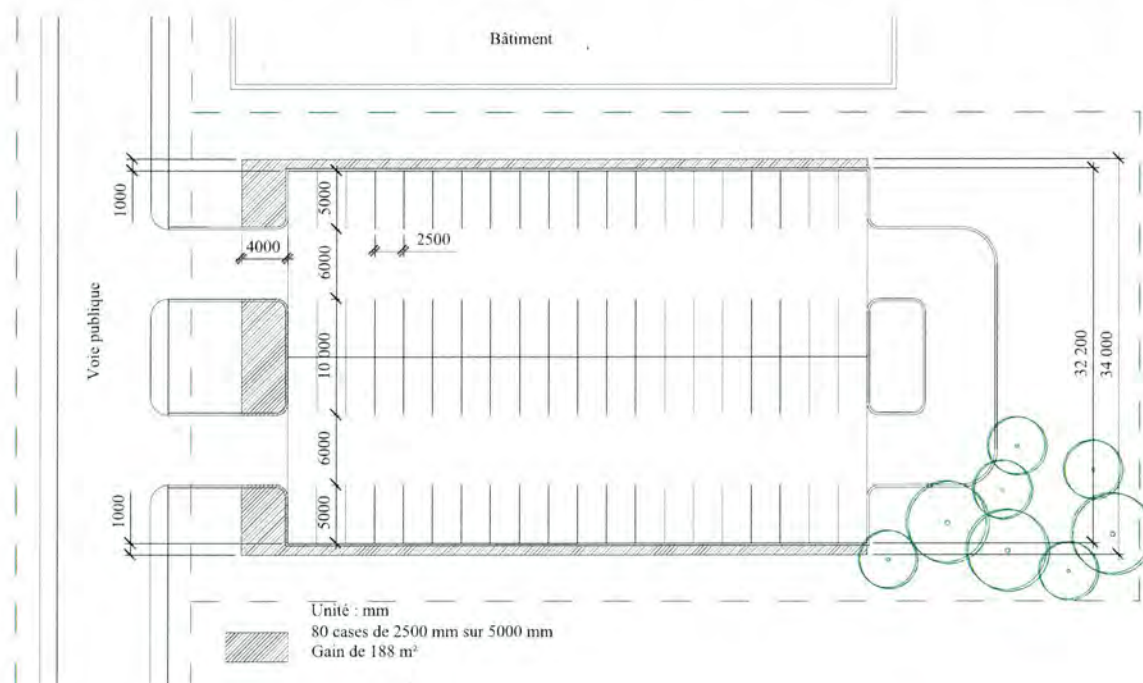 Bâtiment
1000
5000
4000
2500
6000
Voie publique
10 000
32 200
34 000
6000
1000
5000
Unité : mm
80 cases de 2500 mm sur 5000 mm
Gain de 188 m²